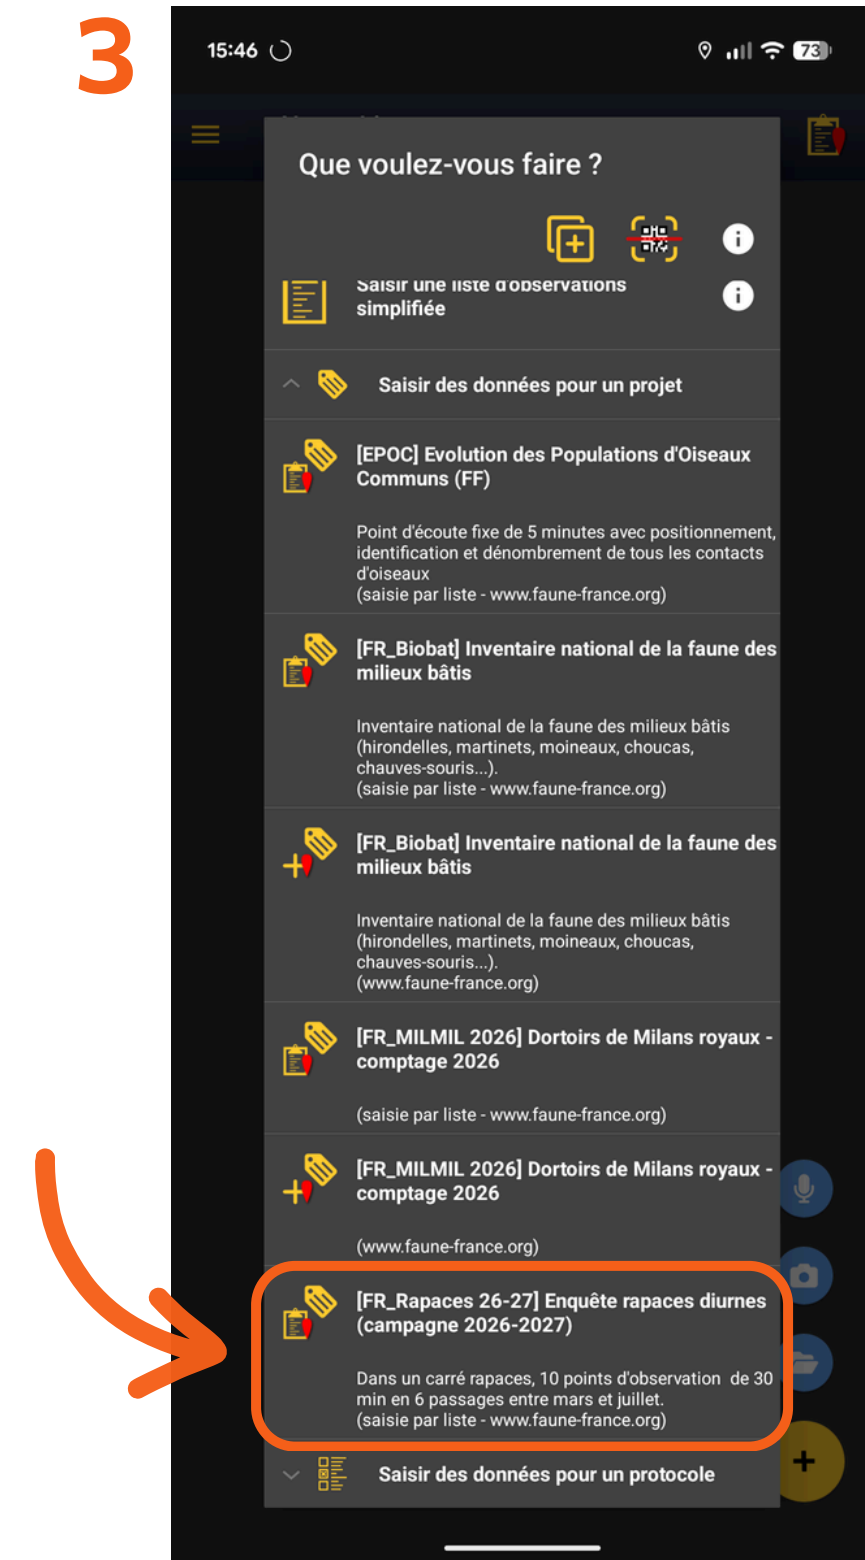 3
15:46
73
Que voulez-vous faire ?
Saisir une liste d'observations
simplifiée
Saisir des données pour un projet
[EPOC] Evolution des Populations d'Oiseaux
Communs (FF)
Point d'écoute fixe de 5 minutes avec positionnement,
identification et dénombrement de tous les contacts
d'oiseaux
(saisie par liste - www.faune-france.org)
[FR_Biobat] Inventaire national de la faune des
milieux bâtis
Inventaire national de la faune des milieux bâtis
(hirondelles, martinets, moineaux, choucas,
chauves-souris...).
(saisie par liste - www.faune-france.org)
[FR_Biobat] Inventaire national de la faune des
milieux bâtis
Inventaire national de la faune des milieux bâtis
(hirondelles, martinets, moineaux, choucas,
chauves-souris...).
(www.faune-france.org)
[FR_MILMIL 2026] Dortoirs de Milans royaux -
comptage 2026
(saisie par liste - www.faune-france.org)
[FR_MILMIL 2026] Dortoirs de Milans royaux -
comptage 2026
(www.faune-france.org)
[FR_Rapaces 26-27] Enquête rapaces diurnes
(campagne 2026-2027)
Dans un carré rapaces, 10 points d'observation  de 30
min en 6 passages entre mars et juillet.
(saisie par liste - www.faune-france.org)
Saisir des données pour un protocole